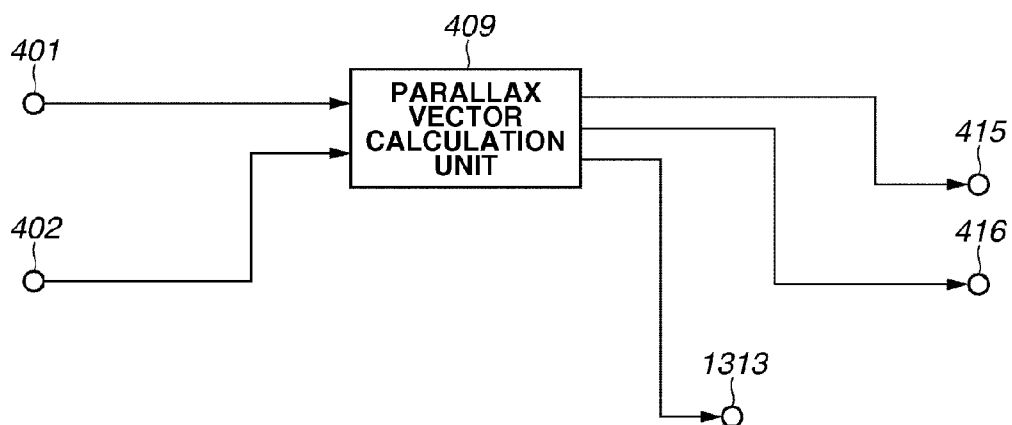 409
401
PARALLAX
VECTOR
CALCULATION
UNIT
415
402
416
1313